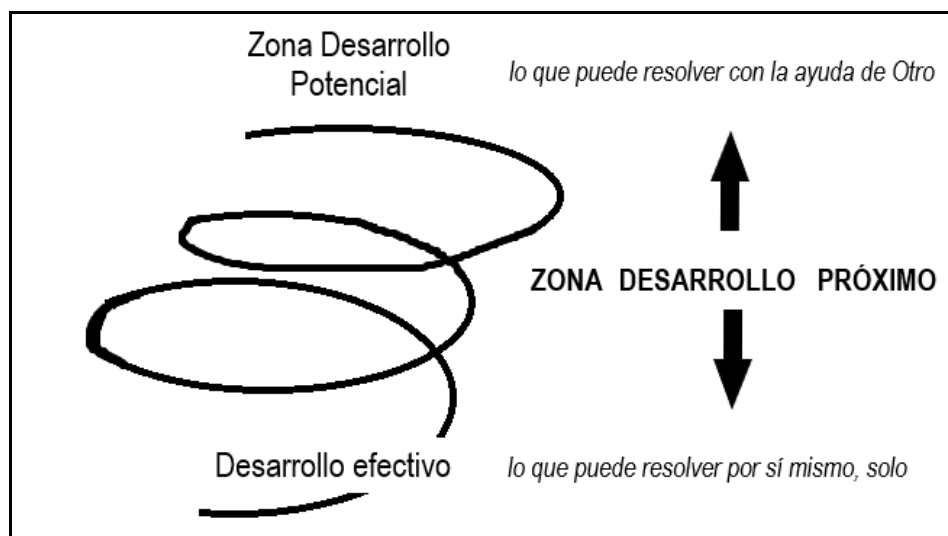 Zona Desarrollo
Potencial
lo que puede resolver con la ayuda de Otro
ZONA DESARROLLO PRÓXIMO
Desarrollo efectivo
lo que puede resolver por sí mismo, solo